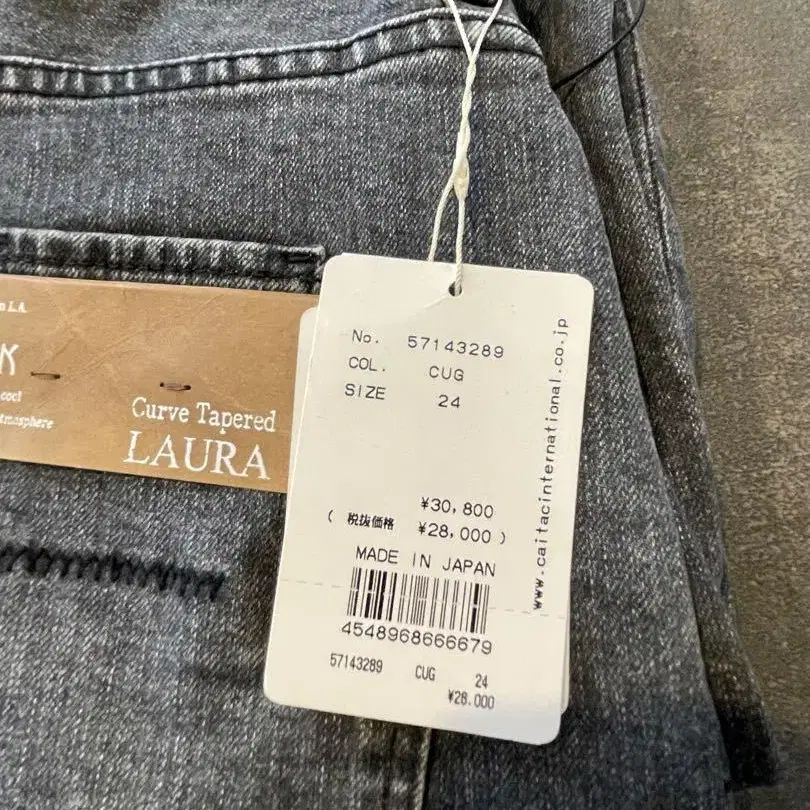 n L.A.
K
cool
tmosphere
Curve Tapered
LAURA
No. 57143289
COL. CUG
SIZE 24
¥30,800
( 税抜価格 ¥28,000 )
MADE IN JAPAN
4548968666679
57143289 CUG 24
¥28.000
www.caitacinternational.co.jp